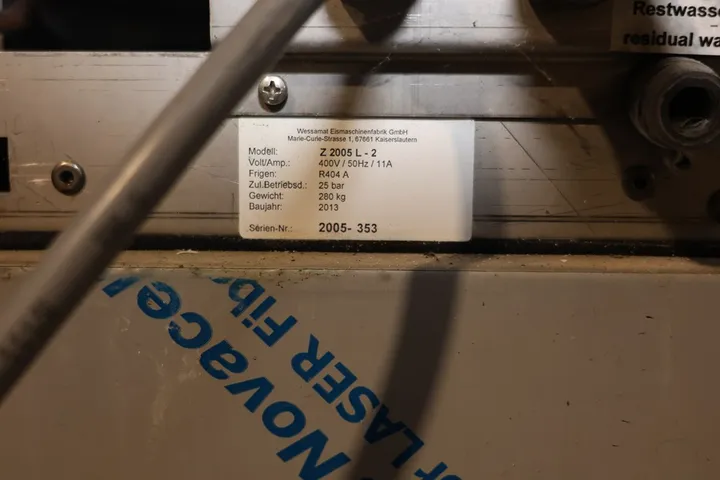 Restwasse
residual wa
Wessamat Eismaschinenfabrik GmbH
Marie-Curie-Strasse 1, 67661 Kaiserslautern
Modell: Z 2005 L - 2
Volt/Amp.: 400V / 50Hz / 11A
Frigen: R404 A
Zul.Betriebsd.: 25 bar
Gewicht: 280 kg
Baujahr: 2013
Serien-Nr.: 2005- 353
Novacel
LASER Fib